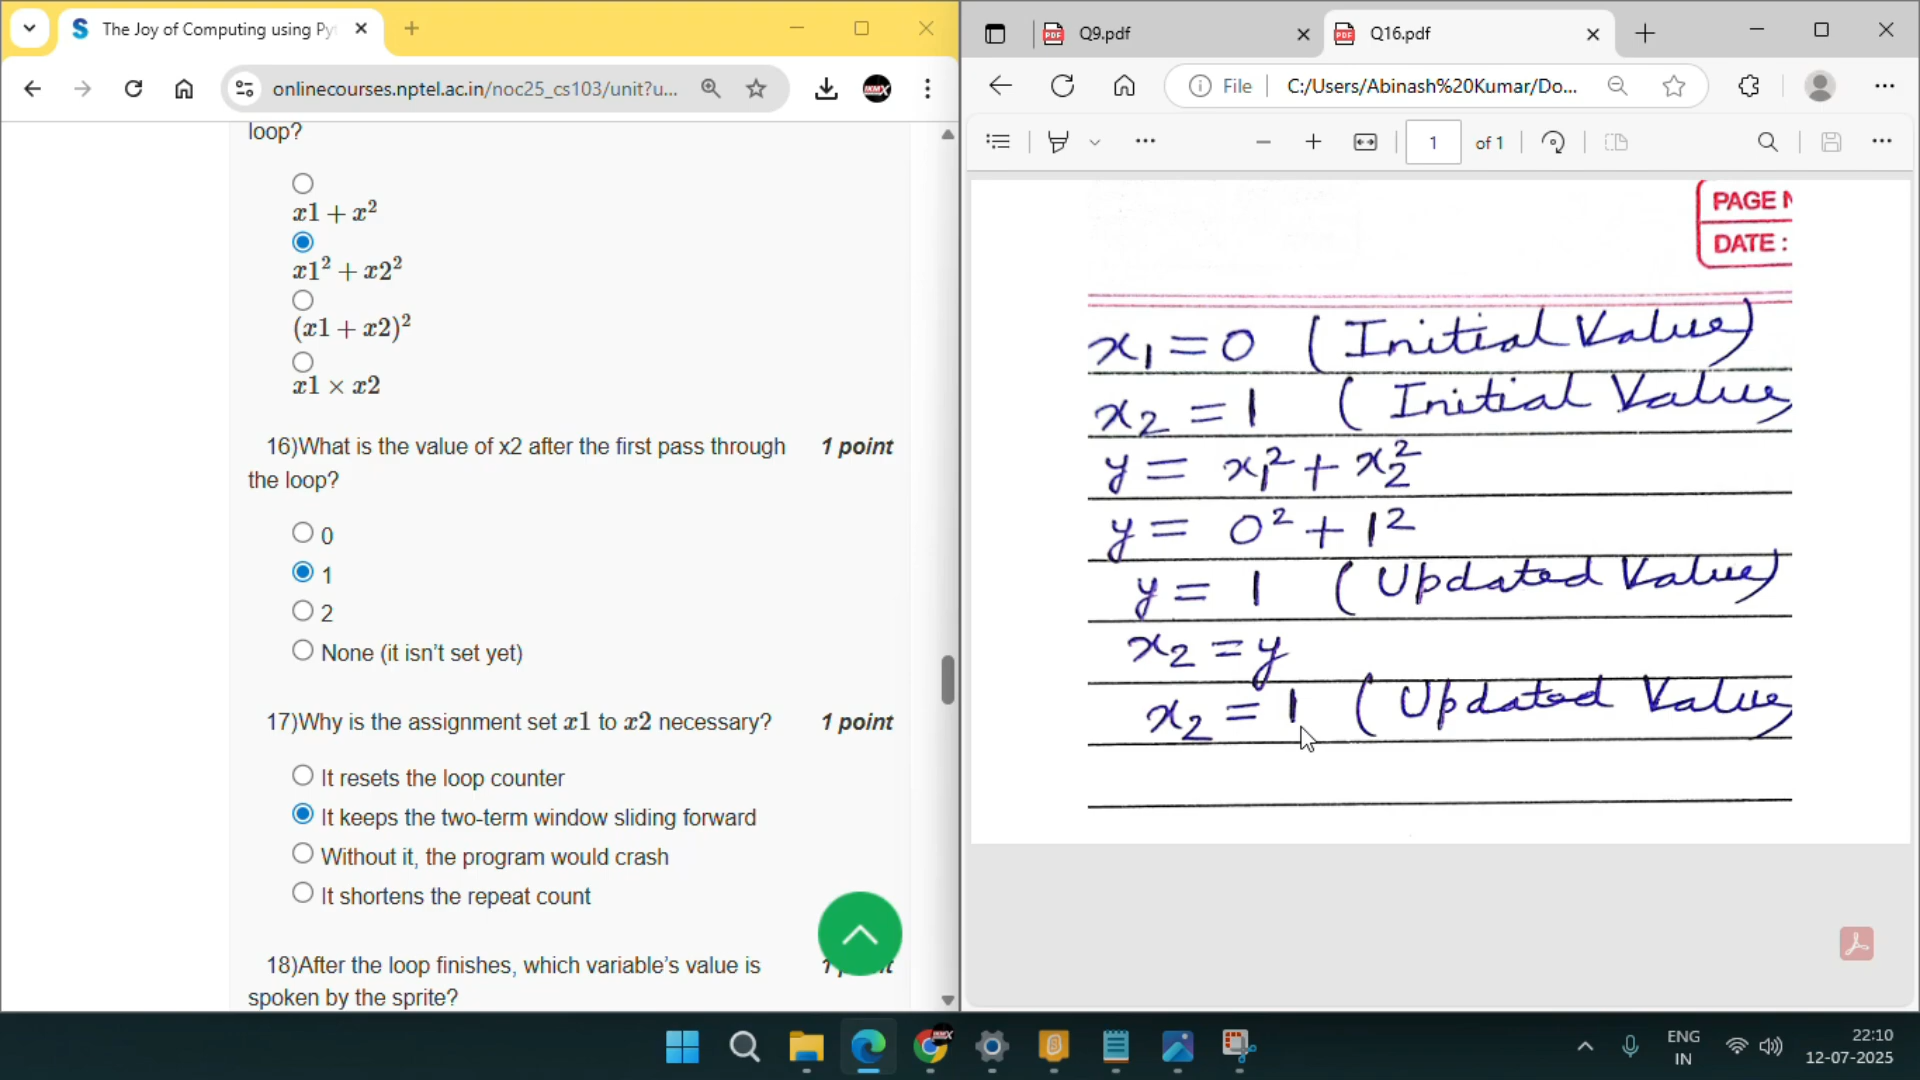 The Joy of Computing using Py
Q9.pdf
Q16.pdf
onlinecourses.nptel.ac.in/noc25_cs103/unit?u...
File
C:/Users/Abinash%20Kumar/Do...
1 of 1
loop?
x1 + x²
x1² + x2²
(x1 + x2)²
x1 × x2
16)What is the value of x2 after the first pass through 1 point
the loop?
0
1
2
None (it isn't set yet)
17)Why is the assignment set x1 to x2 necessary? 1 point
It resets the loop counter
It keeps the two-term window sliding forward
Without it, the program would crash
It shortens the repeat count
18)After the loop finishes, which variable's value is
spoken by the sprite?
PAGE N
DATE :
x₁ = 0 (Initial Value)
x₂ = 1 (Initial Value
y = x₁² + x₂²
y = 0² + 1²
y = 1 (Updated Value)
x₂ = y
x₂ = 1 (Updated Value
ENG
IN
22:10
12-07-2025